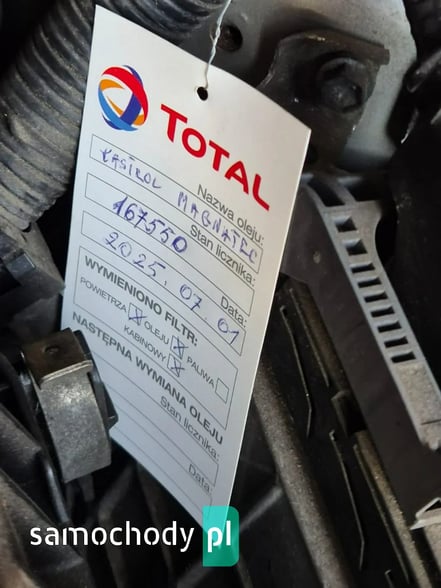 TOTAL
Nazwa oleju:
KASTROL MAGNATEC
Stan licznika:
167550
Data:
2025.07.01
WYMIENIONO FILTR:
POWIETRZA X OLEJU X PALIWA
KABINOWY X
NASTĘPNA WYMIANA OLEJU
Stan licznika:
Data:
samochody pl